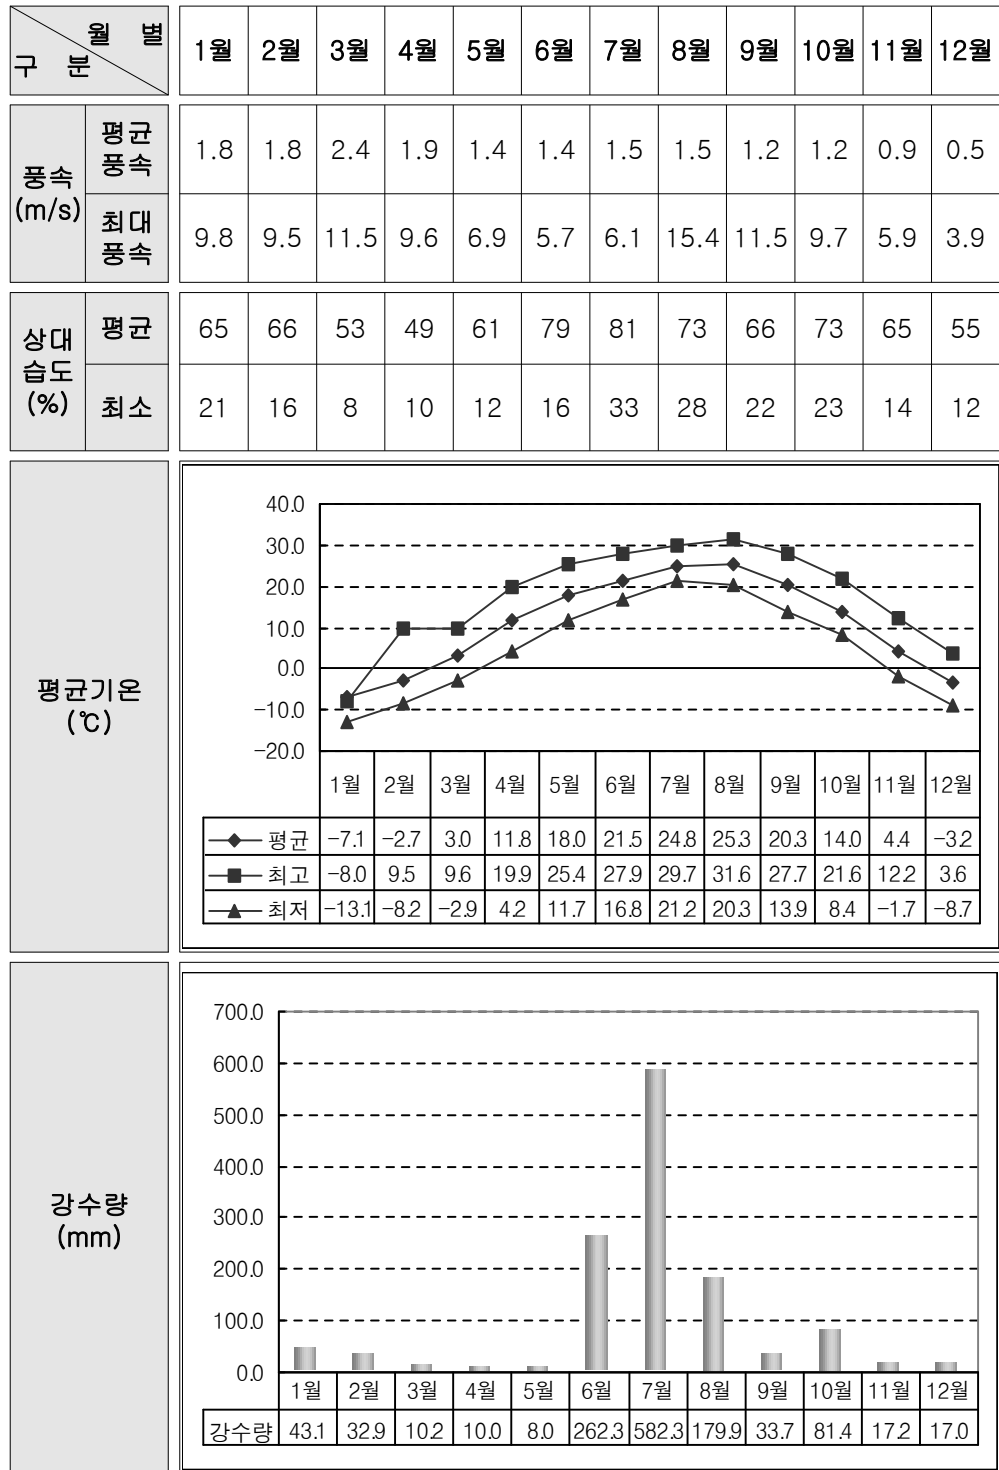 월 별
구 분
1월 2월 3월 4월 5월 6월 7월 8월 9월 10월 11월 12월
풍속
(m/s)
평균
풍속
1.8 1.8 2.4 1.9 1.4 1.4 1.5 1.5 1.2 1.2 0.9 0.5
최대
풍속
9.8 9.5 11.5 9.6 6.9 5.7 6.1 15.4 11.5 9.7 5.9 3.9
상대
습도
(%)
평균 65 66 53 49 61 79 81 73 66 73 65 55
최소 21 16 8 10 12 16 33 28 22 23 14 12
평균기온
(℃)
40.0
30.0
20.0
10.0
0.0
-10.0
-20.0
1월 2월 3월 4월 5월 6월 7월 8월 9월 10월 11월 12월
평균 -7.1 -2.7 3.0 11.8 18.0 21.5 24.8 25.3 20.3 14.0 4.4 -3.2
최고 -8.0 9.5 9.6 19.9 25.4 27.9 29.7 31.6 27.7 21.6 12.2 3.6
최저 -13.1 -8.2 -2.9 4.2 11.7 16.8 21.2 20.3 13.9 8.4 -1.7 -8.7
강수량
(mm)
700.0
600.0
500.0
400.0
300.0
200.0
100.0
0.0
1월 2월 3월 4월 5월 6월 7월 8월 9월 10월 11월 12월
강수량 43.1 32.9 10.2 10.0 8.0 262.3 582.3 179.9 33.7 81.4 17.2 17.0